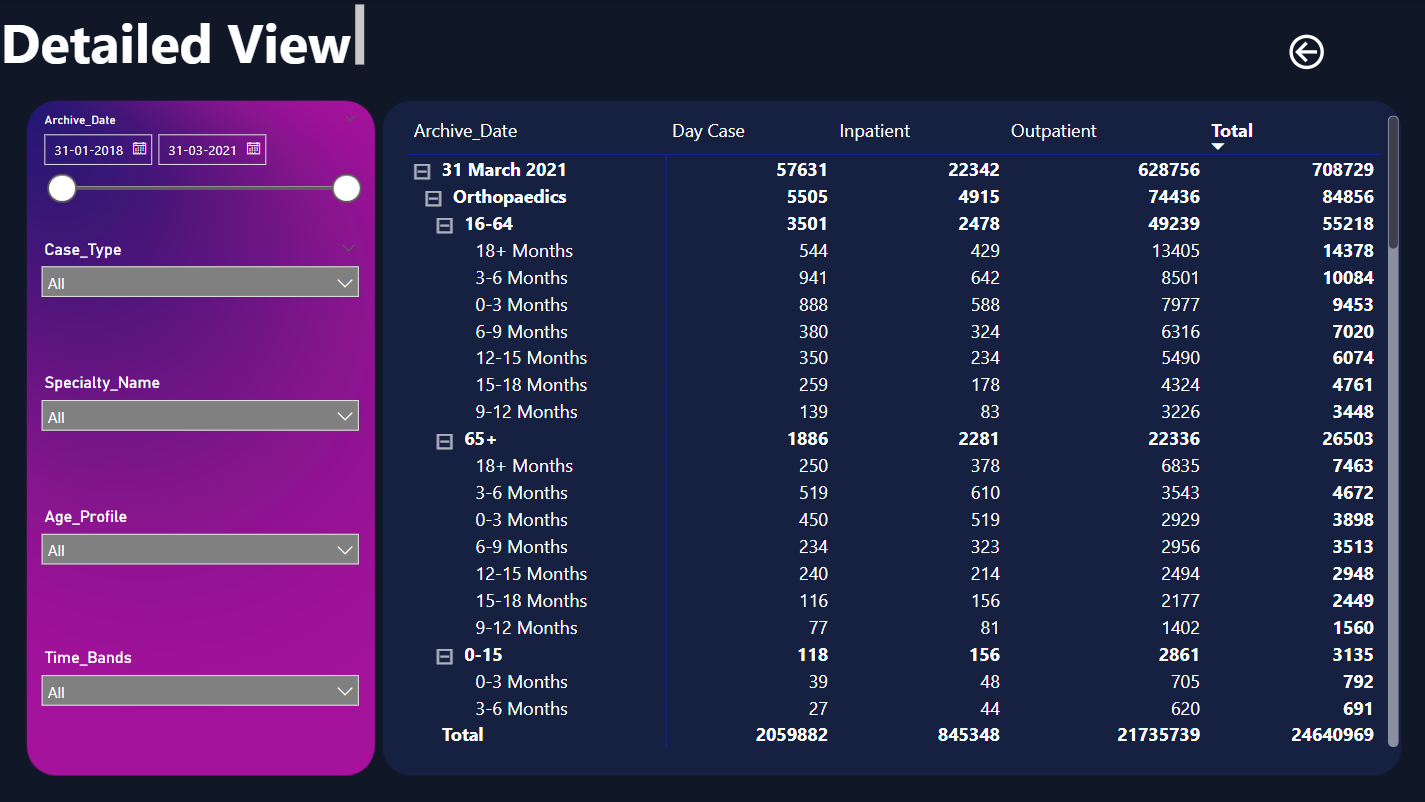 Detailed View
Archive_Date
31-01-2018 31-03-2021
Case_Type
All
Specialty_Name
All
Age_Profile
All
Time_Bands
All
Archive_Date Day Case Inpatient Outpatient Total
31 March 2021 57631 22342 628756 708729
Orthopaedics 5505 4915 74436 84856
16-64 3501 2478 49239 55218
18+ Months 544 429 13405 14378
3-6 Months 941 642 8501 10084
0-3 Months 888 588 7977 9453
6-9 Months 380 324 6316 7020
12-15 Months 350 234 5490 6074
15-18 Months 259 178 4324 4761
9-12 Months 139 83 3226 3448
65+ 1886 2281 22336 26503
18+ Months 250 378 6835 7463
3-6 Months 519 610 3543 4672
0-3 Months 450 519 2929 3898
6-9 Months 234 323 2956 3513
12-15 Months 240 214 2494 2948
15-18 Months 116 156 2177 2449
9-12 Months 77 81 1402 1560
0-15 118 156 2861 3135
0-3 Months 39 48 705 792
3-6 Months 27 44 620 691
Total 2059882 845348 21735739 24640969